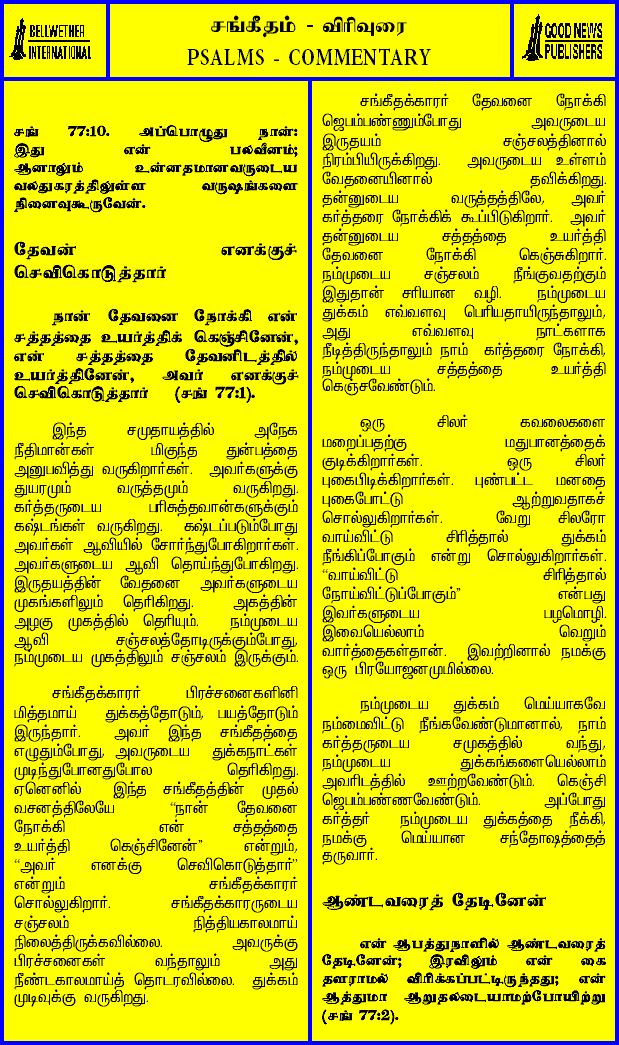 BELLWETHER
INTERNATIONAL
சங்கீதம் - விரிவுரை
PSALMS - COMMENTARY
GOOD NEWS
PUBLISHERS
சங் 77:10. அப்பொழுது நான்:
இது என் பலவீனம்;
ஆனாலும் உன்னதமானவருடைய
வலதுகரத்திலுள்ள வருஷங்களை
நினைவுகூருவேன்.
தேவன் எனக்குச்
செவிகொடுத்தார்
நான் தேவனை நோக்கி என்
சத்தத்தை உயர்த்திக் கெஞ்சினேன்,
என் சத்தத்தை தேவனிடத்தில்
உயர்த்தினேன், அவர் எனக்குச்
செவிகொடுத்தார் (சங் 77:1).
இந்த சமுதாயத்தில் அநேக
நீதிமான்கள் மிகுந்த துன்பத்தை
அனுபவித்து வருகிறார்கள். அவர்களுக்கு
துயரமும் வருத்தமும் வருகிறது.
கர்த்தருடைய பரிசுத்தவான்களுக்கும்
கஷ்டங்கள் வருகிறது. கஷ்டப்படும்போது
அவர்கள் ஆவியில் சோர்ந்துபோகிறார்கள்.
அவர்களுடைய ஆவி தொய்ந்துபோகிறது.
இருதயத்தின் வேதனை அவர்களுடைய
முகங்களிலும் தெரிகிறது. அகத்தின்
அழகு முகத்தில் தெரியும். நம்முடைய
ஆவி சஞ்சலத்தோடிருக்கும்போது,
நம்முடைய முகத்திலும் சஞ்சலம் இருக்கும்.
சங்கீதக்காரர் பிரச்சனைகளினி
மித்தமாய் துக்கத்தோடும், பயத்தோடும்
இருந்தார். அவர் இந்த சங்கீதத்தை
எழுதும்போது, அவருடைய துக்கநாட்கள்
முடிந்துபோனதுபோல தெரிகிறது.
ஏனெனில் இந்த சங்கீதத்தின் முதல்
வசனத்திலேயே "நான் தேவனை
நோக்கி என் சத்தத்தை
உயர்த்தி கெஞ்சினேன்" என்றும்,
"அவர் எனக்கு செவிகொடுத்தார்"
என்றும் சங்கீதக்காரர்
சொல்லுகிறார். சங்கீதக்காரருடைய
சஞ்சலம் நித்தியகாலமாய்
நிலைத்திருக்கவில்லை. அவருக்கு
பிரச்சனைகள் வந்தாலும் அது
நீண்டகாலமாய்த் தொடரவில்லை. துக்கம்
முடிவுக்கு வருகிறது.
சங்கீதக்காரர் தேவனை நோக்கி
ஜெபம்பண்ணும்போது அவருடைய
இருதயம் சஞ்சலத்தினால்
நிரம்பியிருக்கிறது. அவருடைய உள்ளம்
வேதனையினால் தவிக்கிறது.
தன்னுடைய வருத்தத்திலே, அவர்
கர்த்தரை நோக்கிக் கூப்பிடுகிறார். அவர்
தன்னுடைய சத்தத்தை உயர்த்தி
தேவனை நோக்கி கெஞ்சுகிறார்.
நம்முடைய சஞ்சலம் நீங்குவதற்கும்
இதுதான் சரியான வழி. நம்முடைய
துக்கம் எவ்வளவு பெரியதாயிருந்தாலும்,
அது எவ்வளவு நாட்களாக
நீடித்திருந்தாலும் நாம் கர்த்தரை நோக்கி,
நம்முடைய சத்தத்தை உயர்த்தி
கெஞ்சவேண்டும்.
ஒரு சிலர் கவலைகளை
மறைப்பதற்கு மதுபானத்தைக்
குடிக்கிறார்கள். ஒரு சிலர்
புகைபிடிக்கிறார்கள். புண்பட்ட மனதை
புகைபோட்டு ஆற்றுவதாகச்
சொல்லுகிறார்கள். வேறு சிலரோ
வாய்விட்டு சிரித்தால் துக்கம்
நீங்கிப்போகும் என்று சொல்லுகிறார்கள்.
"வாய்விட்டு சிரித்தால்
நோய்விட்டுப்போகும்" என்பது
இவர்களுடைய பழமொழி.
இவையெல்லாம் வெறும்
வார்த்தைகள்தான். இவற்றினால் நமக்கு
ஒரு பிரயோஜனமுமில்லை.
நம்முடைய துக்கம் மெய்யாகவே
நம்மைவிட்டு நீங்கவேண்டுமானால், நாம்
கர்த்தருடைய சமுகத்தில் வந்து,
நம்முடைய துக்கங்களையெல்லாம்
அவரிடத்தில் ஊற்றவேண்டும். கெஞ்சி
ஜெபம்பண்ணவேண்டும். அப்போது
கர்த்தர் நம்முடைய துக்கத்தை நீக்கி,
நமக்கு மெய்யான சந்தோஷத்தைத்
தருவார்.
ஆண்டவரைத் தேடினேன்
என் ஆபத்துநாளில் ஆண்டவரைத்
தேடினேன்; இரவிலும் என் கை
தளராமல் விரிக்கப்பட்டிருந்தது; என்
ஆத்துமா ஆறுதலடையாமற்போயிற்று
(சங் 77:2).